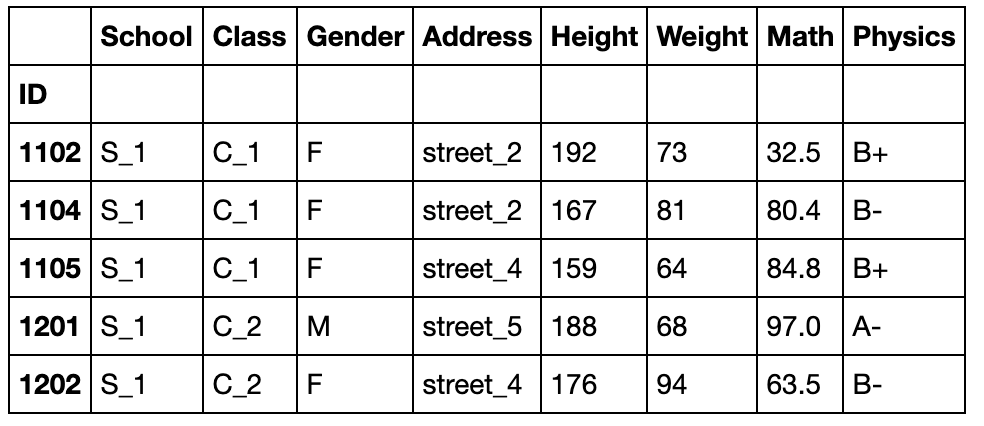 School Class Gender Address Height Weight Math Physics
ID
1102 S_1 C_1 F street_2 192 73 32.5 B+
1104 S_1 C_1 F street_2 167 81 80.4 B-
1105 S_1 C_1 F street_4 159 64 84.8 B+
1201 S_1 C_2 M street_5 188 68 97.0 A-
1202 S_1 C_2 F street_4 176 94 63.5 B-